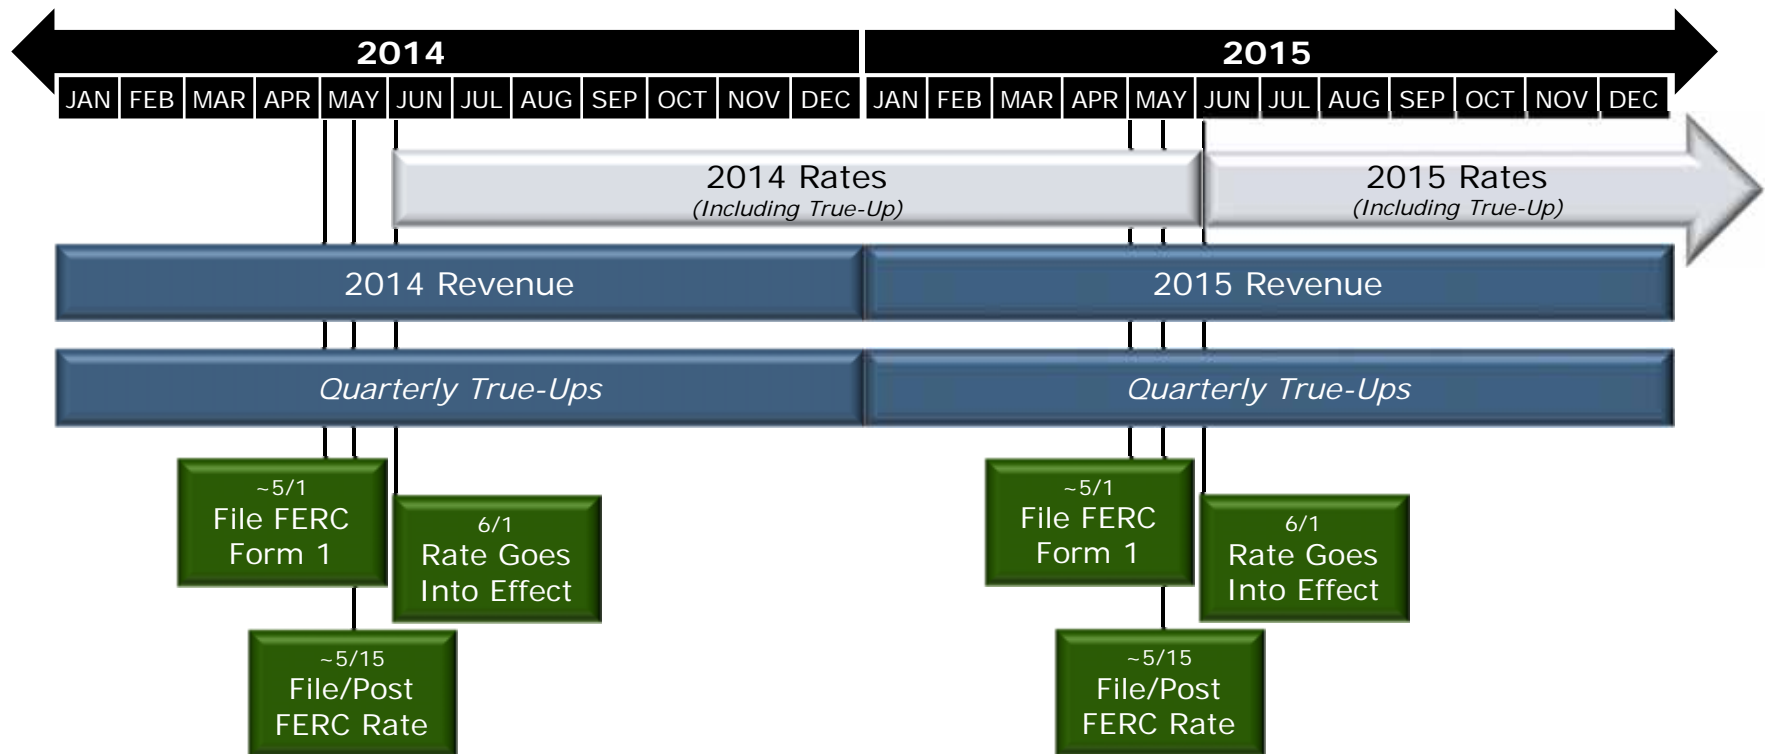 2014 2015
JAN FEB MAR APR MAY JUN JUL AUG SEP OCT NOV DEC JAN FEB MAR APR MAY JUN JUL AUG SEP OCT NOV DEC
2014 Rates
(Including True-Up)
2015 Rates
(Including True-Up)
2014 Revenue
2015 Revenue
Quarterly True-Ups
Quarterly True-Ups
~5/1
File FERC
Form 1
6/1
Rate Goes
Into Effect
~5/15
File/Post
FERC Rate
~5/1
File FERC
Form 1
6/1
Rate Goes
Into Effect
~5/15
File/Post
FERC Rate